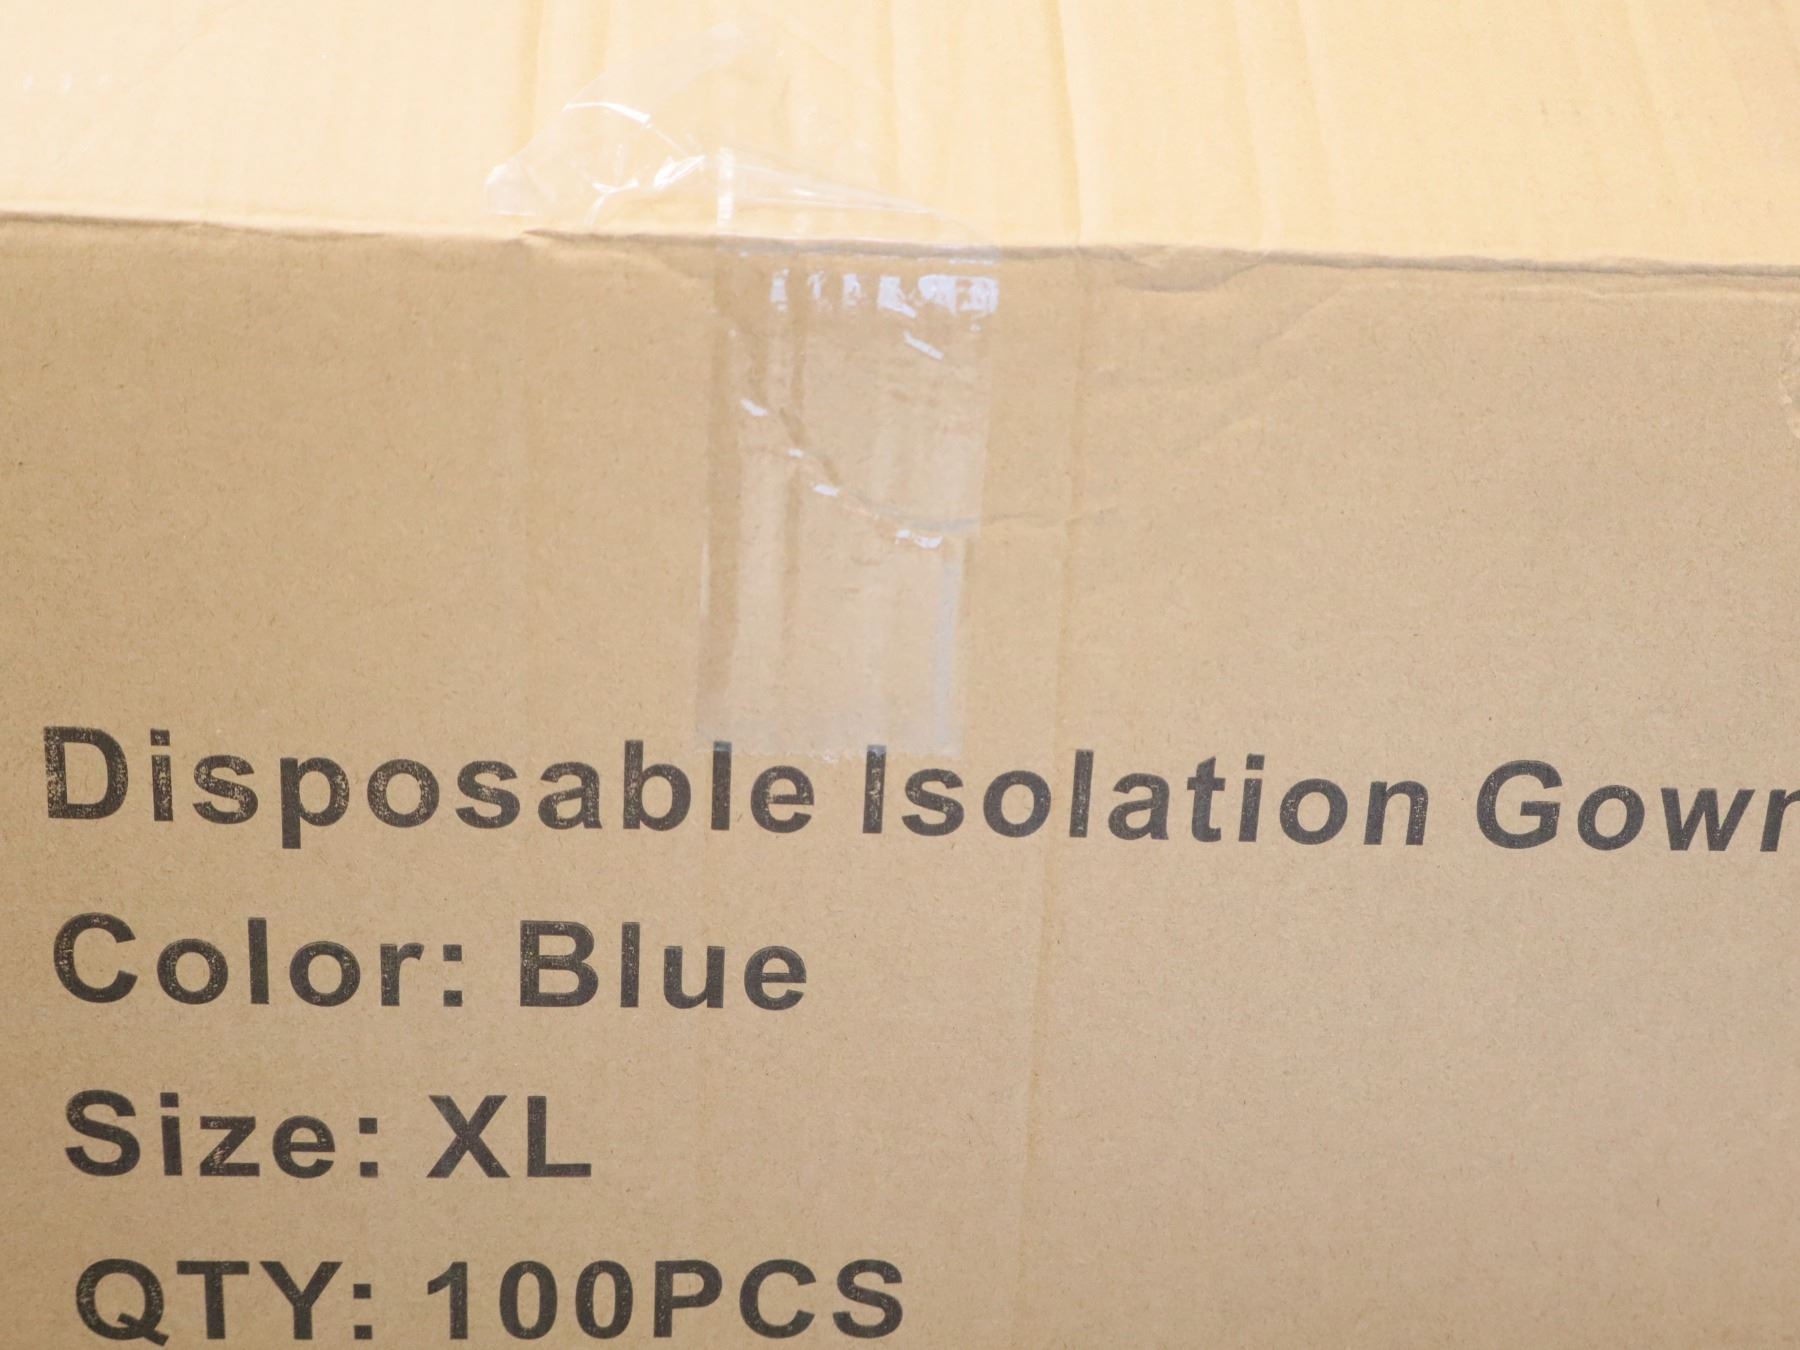 Disposable Isolation Gown
Color: Blue
Size: XL
QTY: 100PCS